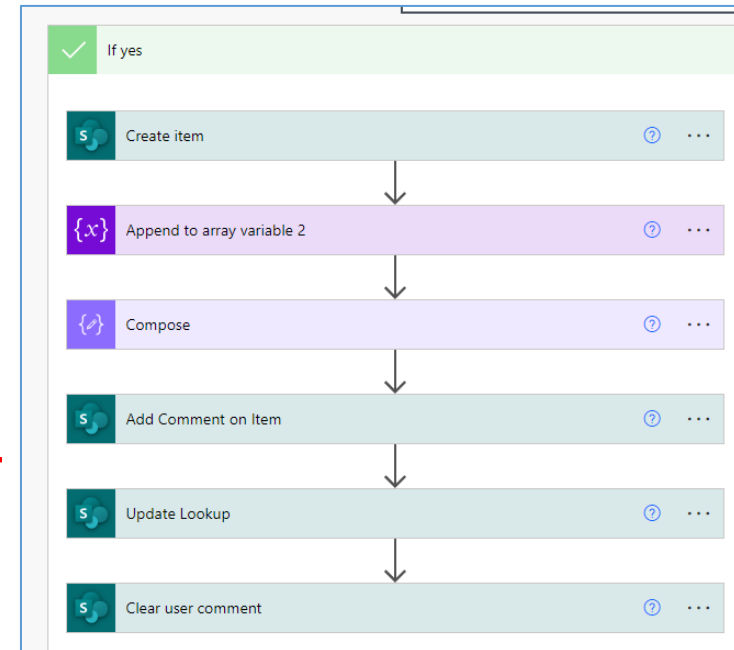 If yes
S Create item
{x} Append to array variable 2
Compose
S Add Comment on Item
S Update Lookup
S Clear user comment